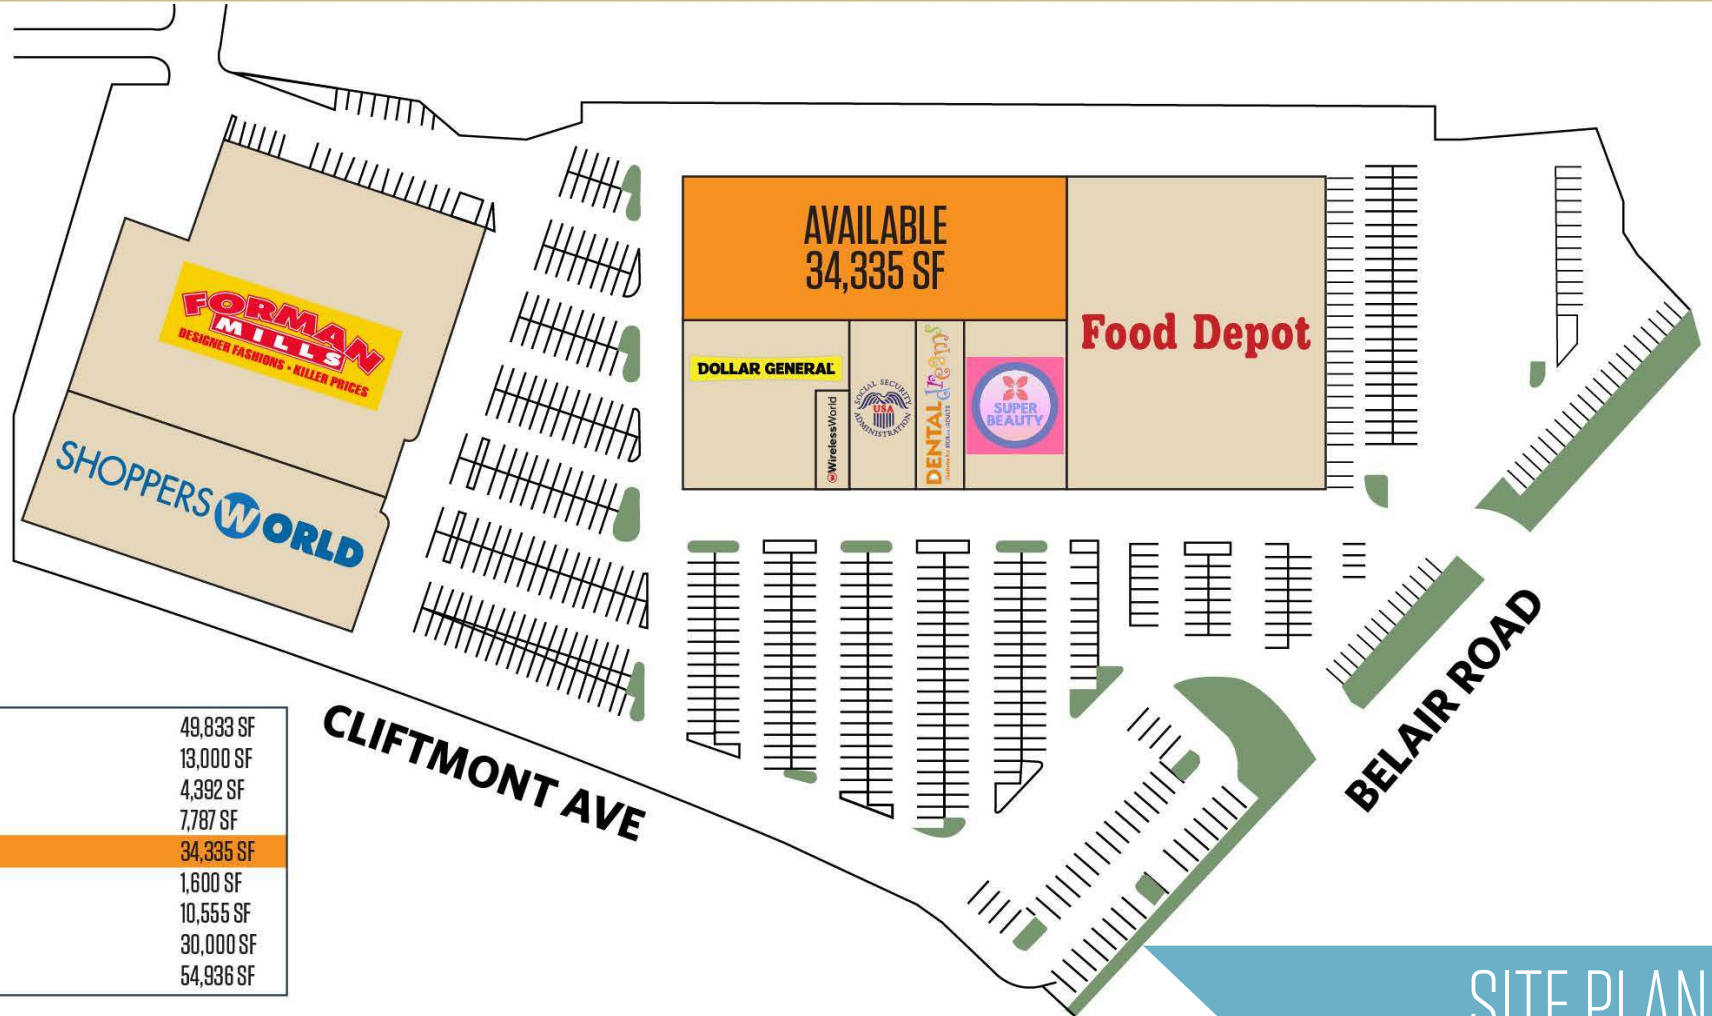 AVAILABLE
34,335 SF
FORMAN
MILLS
DESIGNER FASHIONS • KILLER PRICES
SHOPPERS WORLD
DOLLAR GENERAL
WirelessWorld
SOCIAL SECURITY
USA
ADMINISTRATION
DENTAL dreams
SUPER
BEAUTY
Food Depot
CLIFTMONT AVE
BELAIR ROAD
49,833 SF
13,000 SF
4,392 SF
7,787 SF
34,335 SF
1,600 SF
10,555 SF
30,000 SF
54,936 SF
SITE PLAN